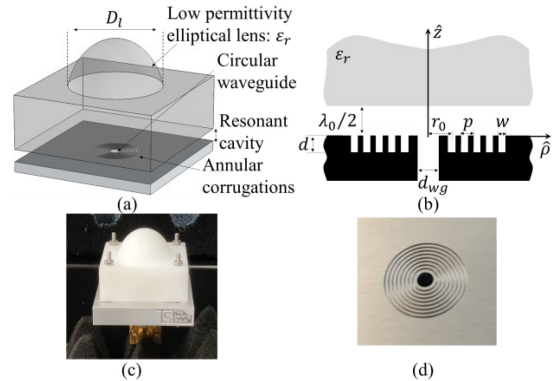 D_l
Low permittivity
elliptical lens: ε_r
Circular
waveguide
Resonant
cavity
Annular
corrugations
(a)
ẑ
ε_r
λ_0/2
r_0
p
w
d
ρ̂
d_wg
(b)
(c)
(d)